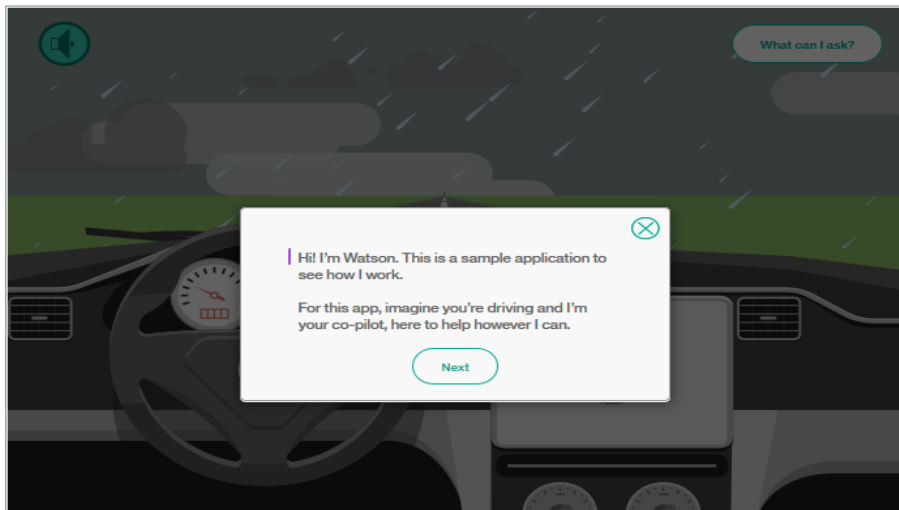 What can I ask?
Hi! I'm Watson. This is a sample application to
see how I work.
For this app, imagine you're driving and I'm
your co-pilot, here to help however I can.
Next